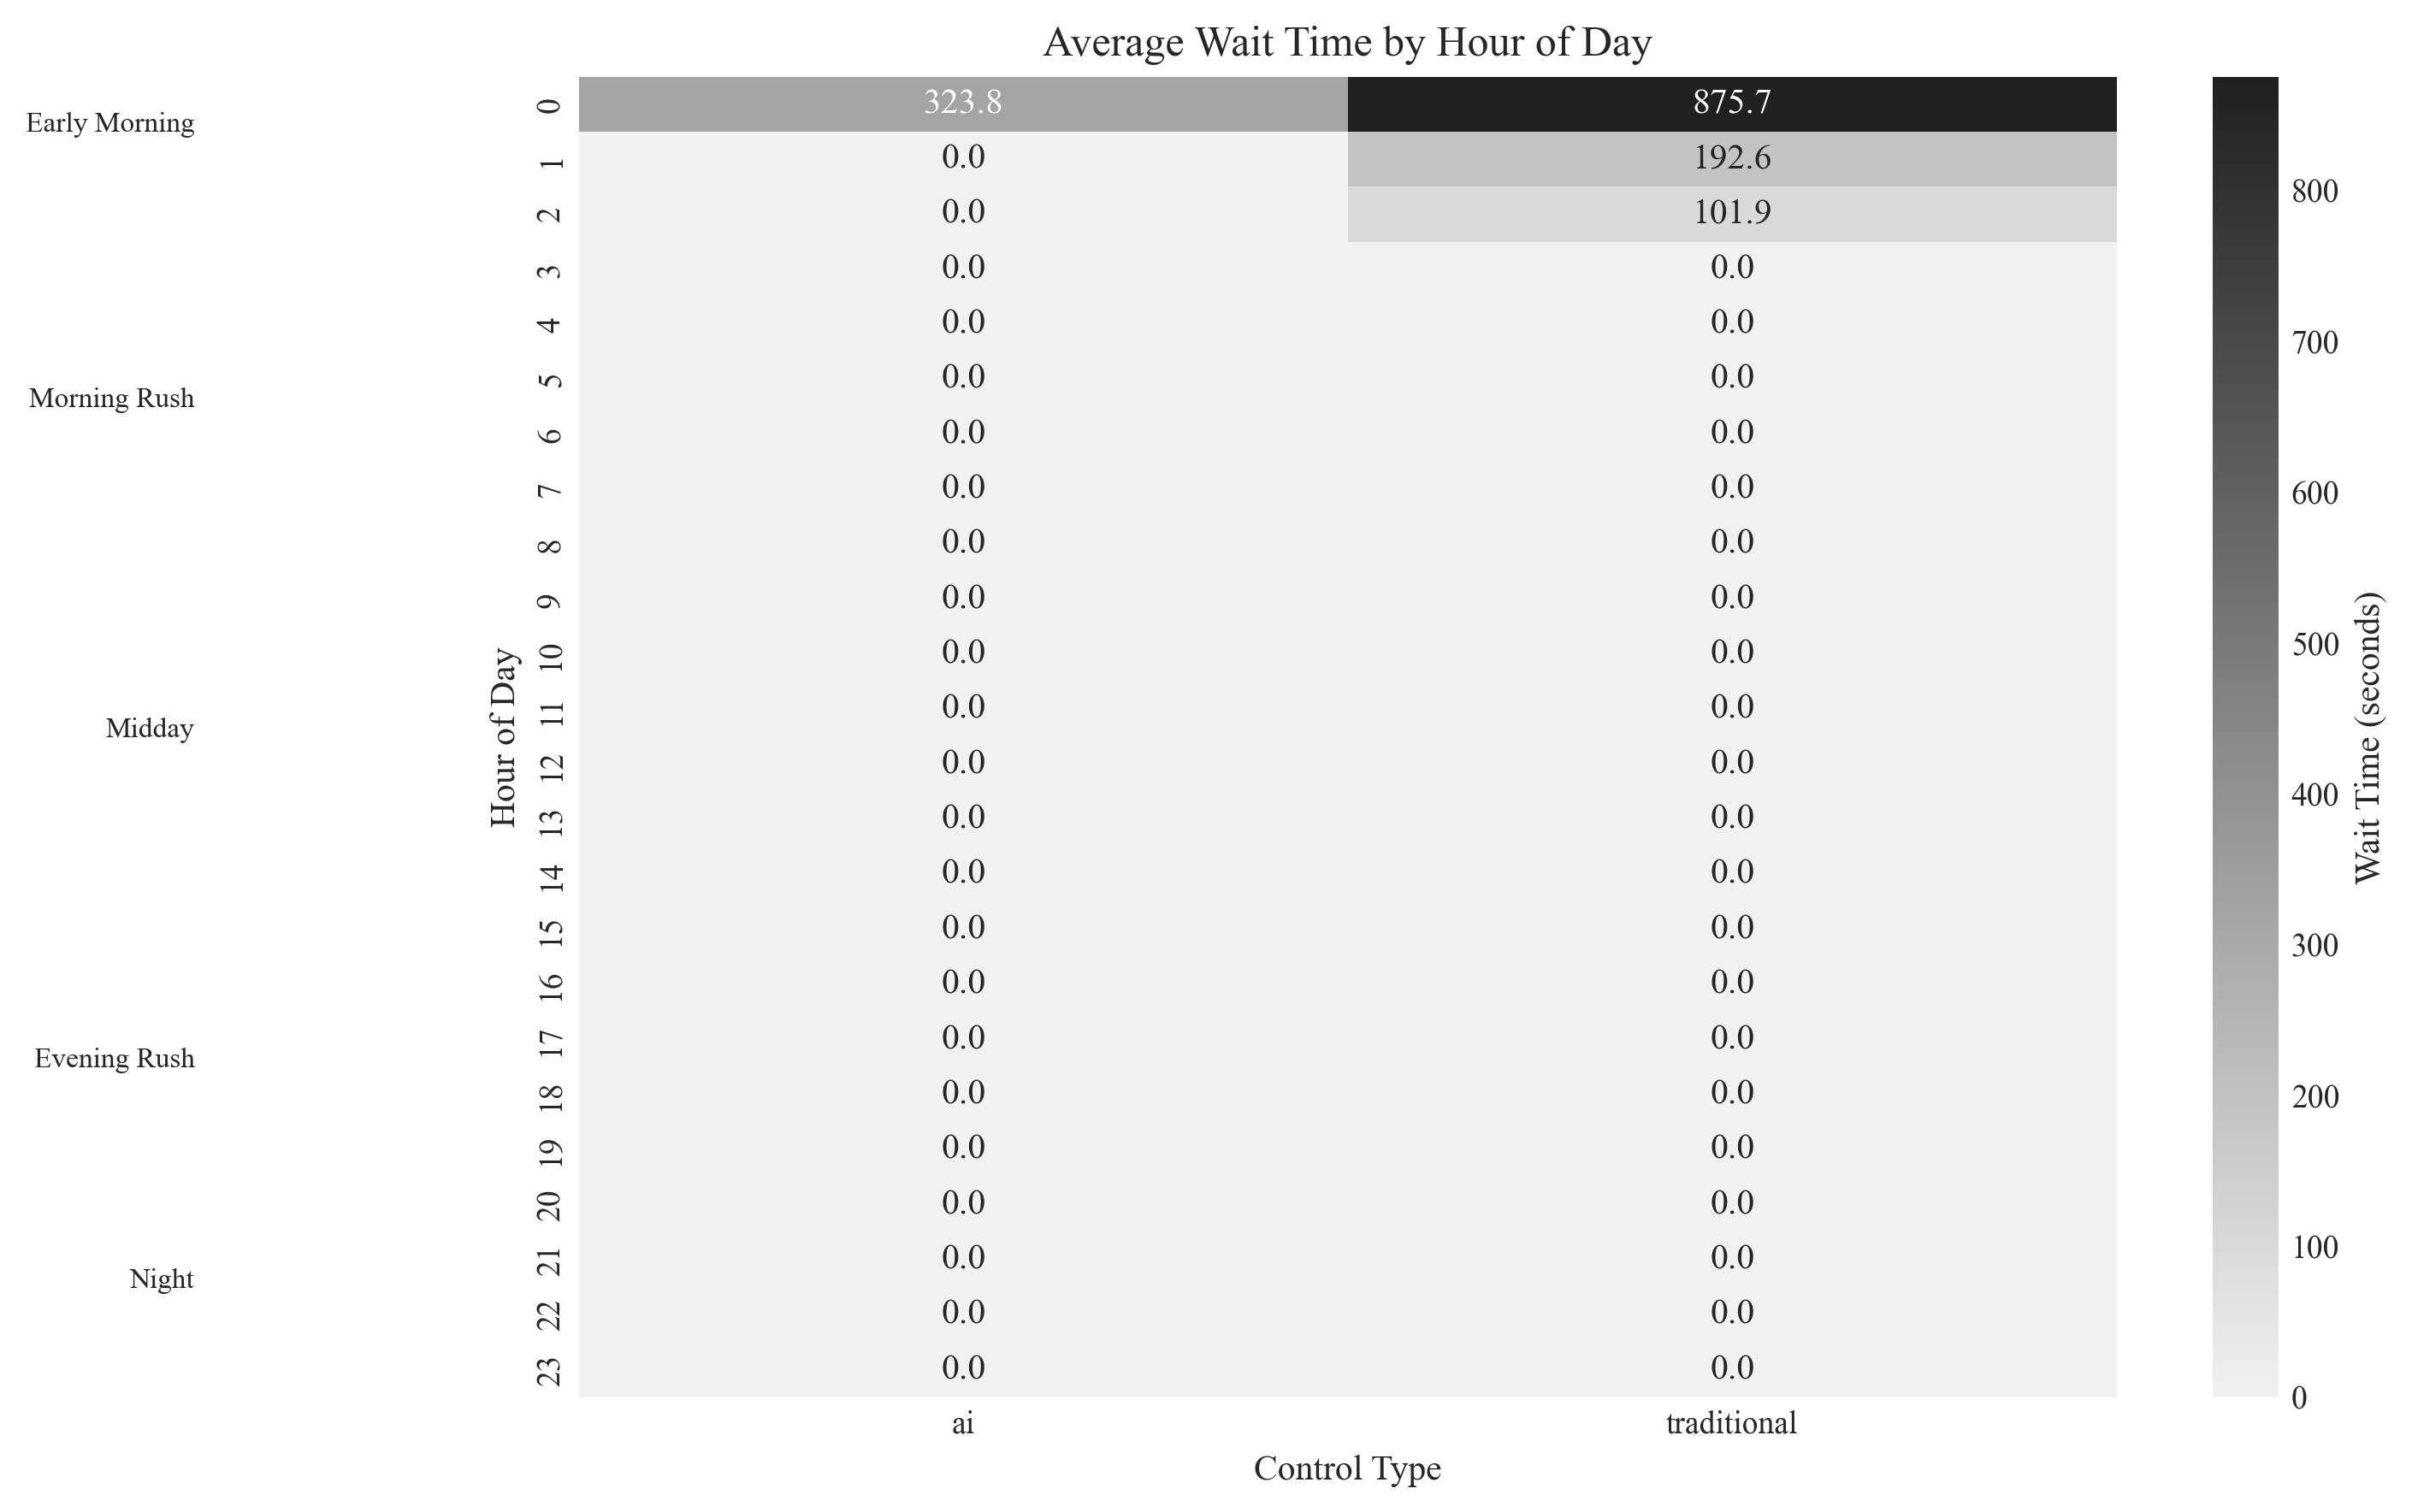 Average Wait Time by Hour of Day
Early Morning
Morning Rush
Midday
Evening Rush
Night
Hour of Day
0 323.8 875.7
1 0.0 192.6
2 0.0 101.9
3 0.0 0.0
4 0.0 0.0
5 0.0 0.0
6 0.0 0.0
7 0.0 0.0
8 0.0 0.0
9 0.0 0.0
10 0.0 0.0
11 0.0 0.0
12 0.0 0.0
13 0.0 0.0
14 0.0 0.0
15 0.0 0.0
16 0.0 0.0
17 0.0 0.0
18 0.0 0.0
19 0.0 0.0
20 0.0 0.0
21 0.0 0.0
22 0.0 0.0
23 0.0 0.0
ai traditional
Control Type
800
700
600
500
400
300
200
100
0
Wait Time (seconds)